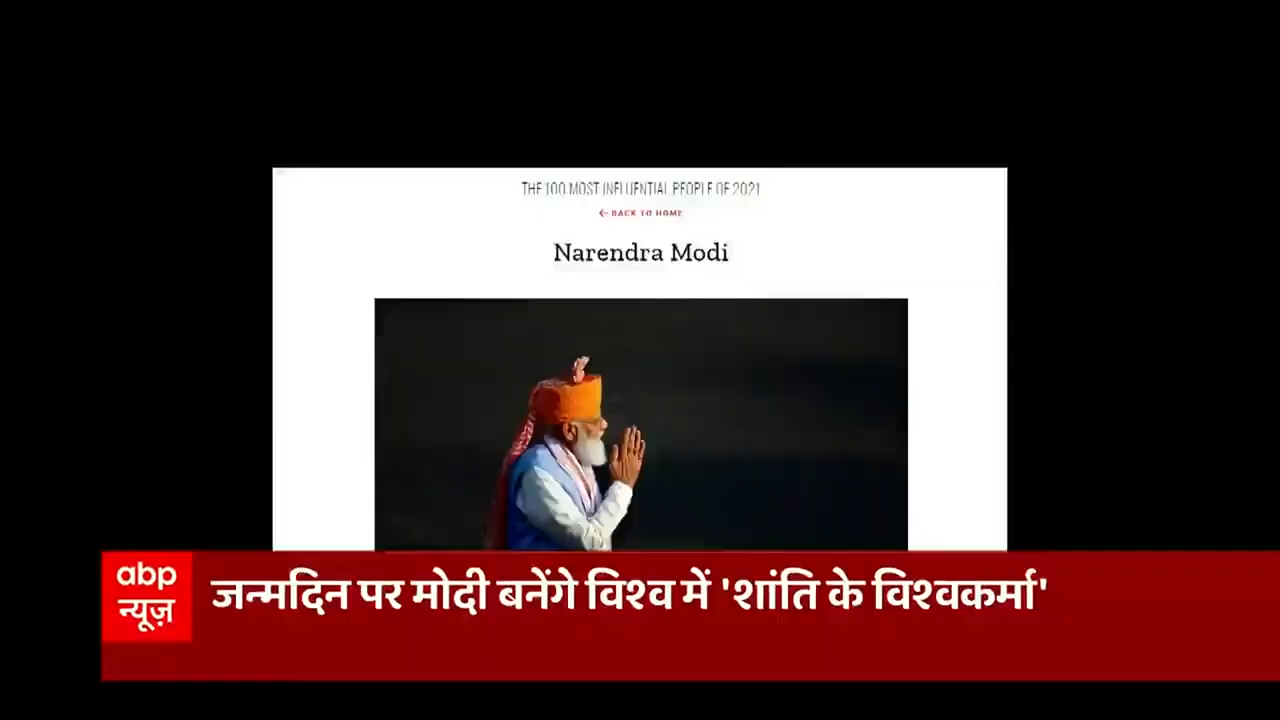 THE 100 MOST INFLUENTIAL PEOPLE OF 2021
← BACK TO HOME
Narendra Modi
abp
न्यूज़
जन्मदिन पर मोदी बनेंगे विश्व में 'शांति के विश्वकर्मा'